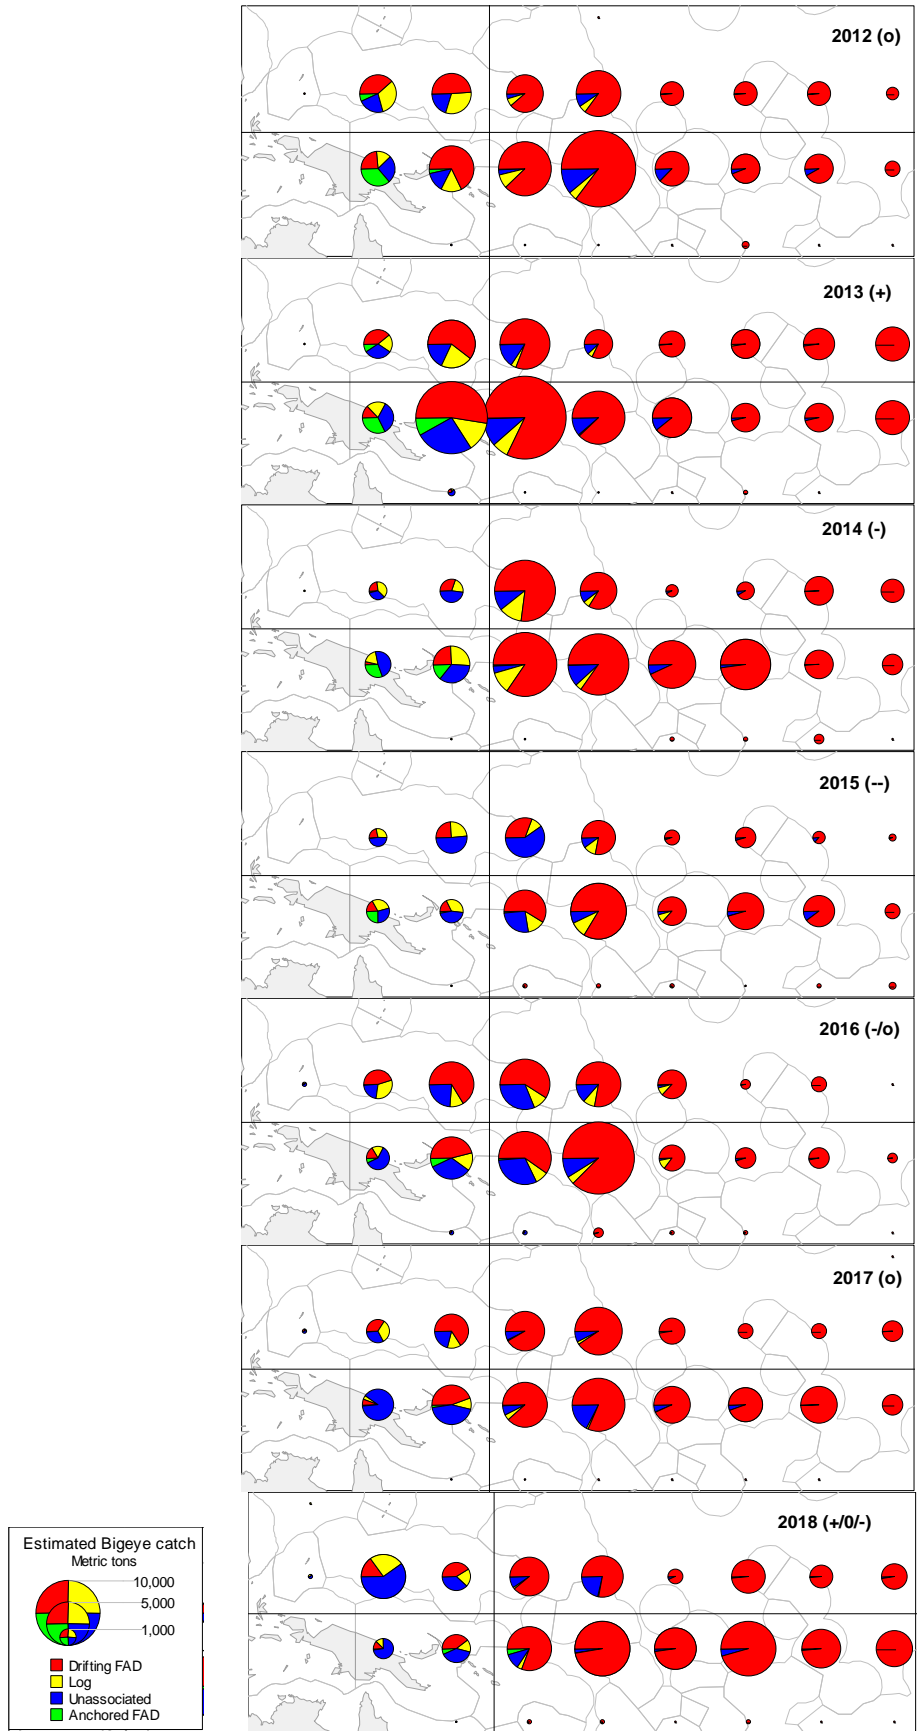 2012 (o)
2013 (+)
2014 (-)
2015 (--)
2016 (-/o)
2017 (o)
2018 (+/0/-)
Estimated Bigeye catch
Metric tons
10,000
5,000
1,000
Drifting FAD
Log
Unassociated
Anchored FAD